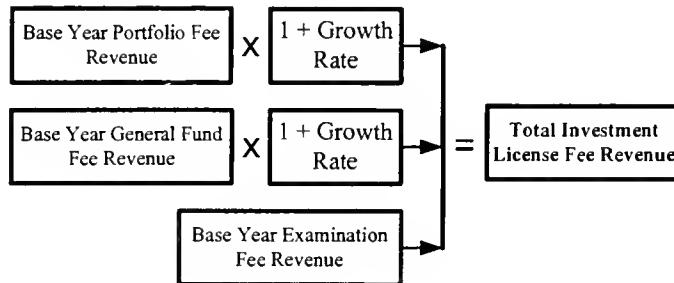 Base Year Portfolio Fee
Revenue
X
1 + Growth
Rate
Base Year General Fund
Fee Revenue
X
1 + Growth
Rate
=
Total Investment
License Fee Revenue
Base Year Examination
Fee Revenue